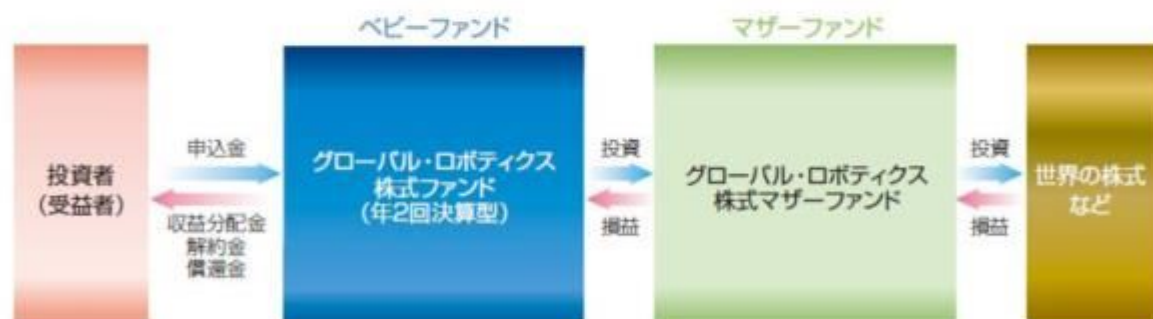 ベビーファンド
マザーファンド
投資者
(受益者)
申込金
収益分配金
解約金
償還金
グローバル・ロボティクス
株式ファンド
(年2回決算型)
投資
損益
グローバル・ロボティクス
株式マザーファンド
投資
損益
世界の株式
など